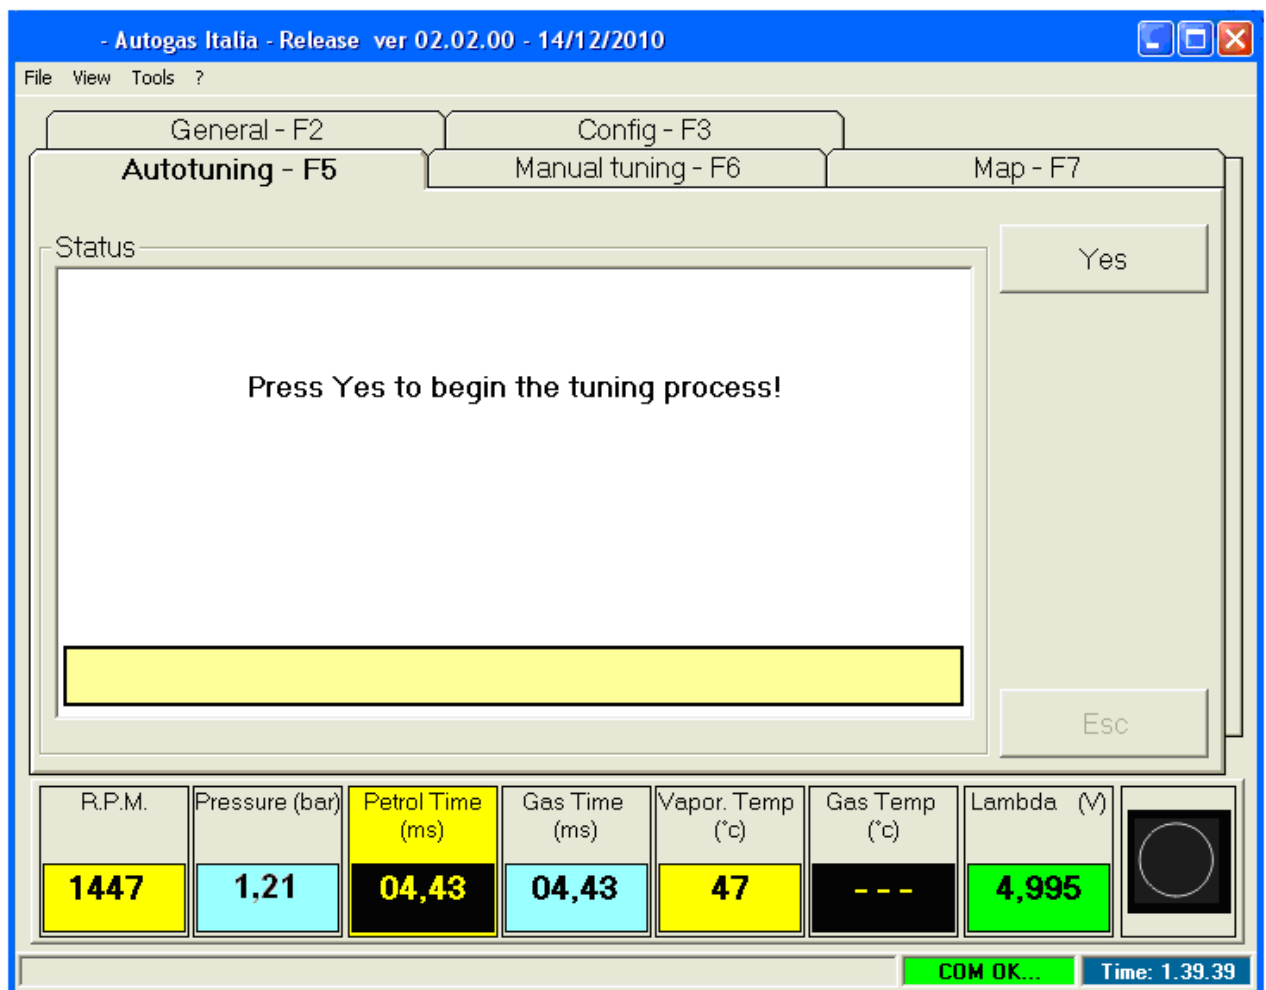 - Autogas Italia - Release ver 02.02.00 - 14/12/2010
File View Tools ?
General - F2
Config - F3
Autotuning - F5
Manual tuning - F6
Map - F7
Status
Yes
Press Yes to begin the tuning process!
Esc
R.P.M.
1447
Pressure (bar)
1,21
Petrol Time
(ms)
04,43
Gas Time
(ms)
04,43
Vapor. Temp
(°c)
47
Gas Temp
(°c)
- - -
Lambda (V)
4,995
COM OK...
Time: 1.39.39